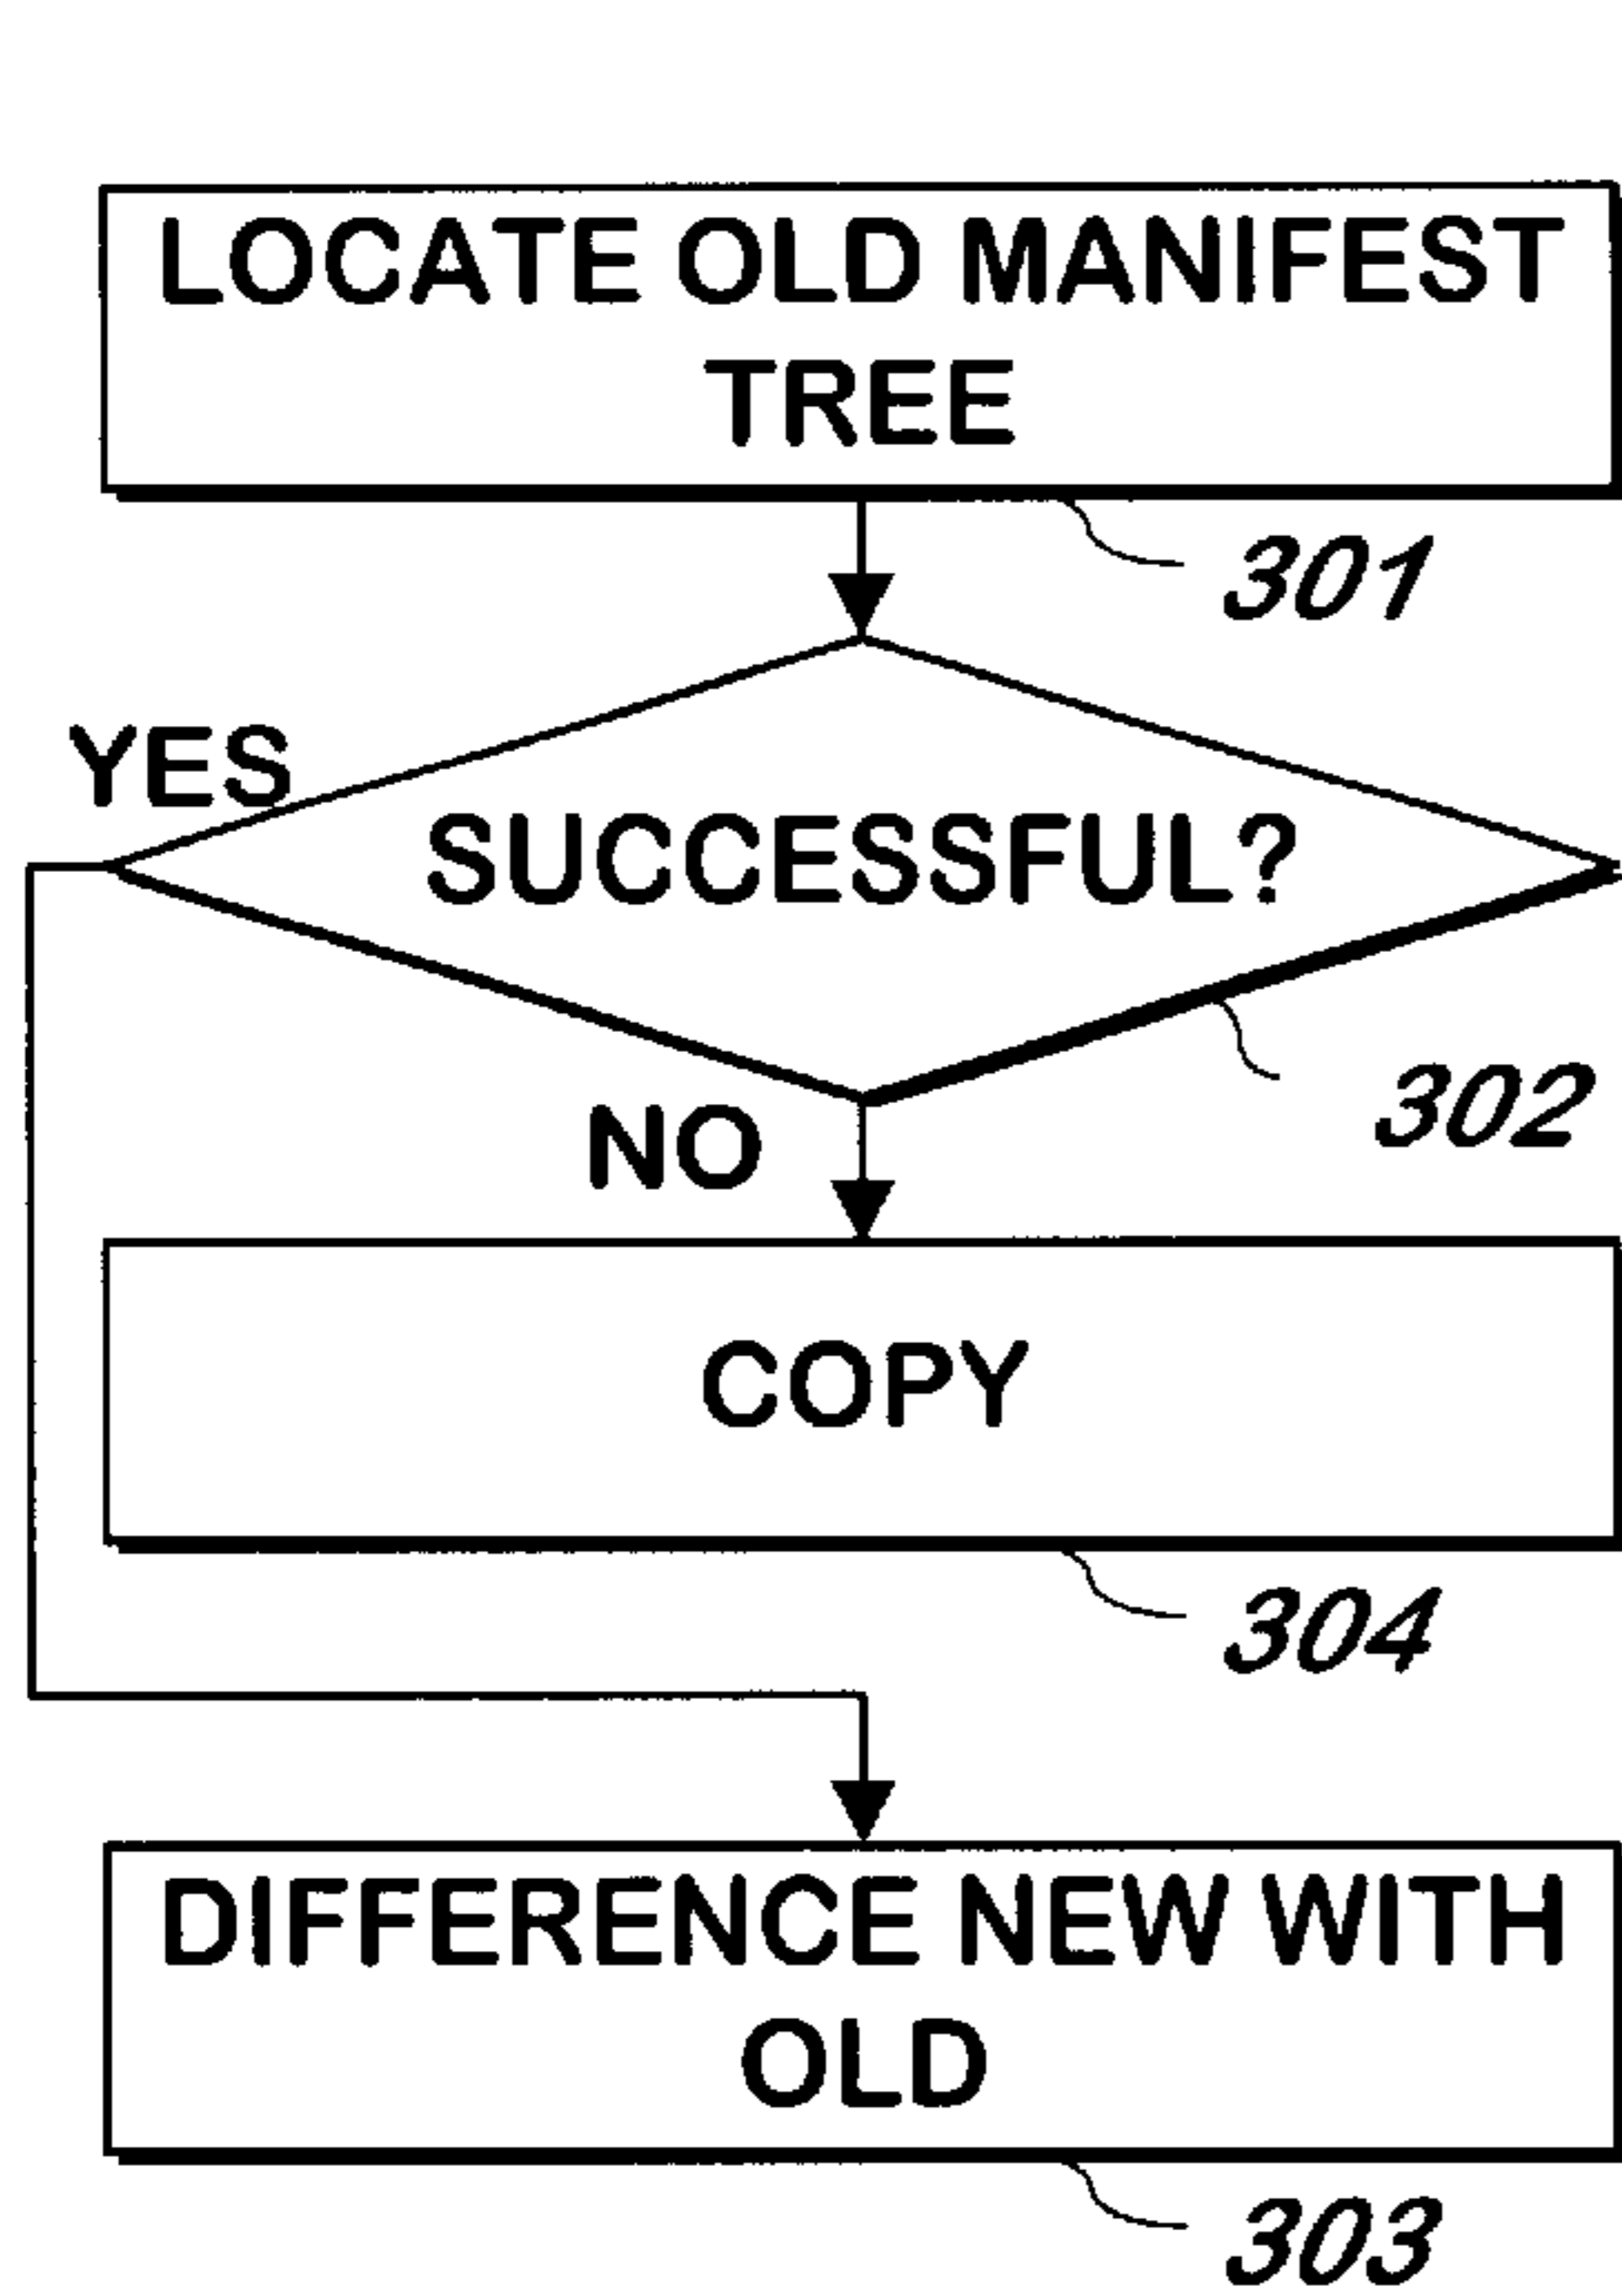 LOCATE OLD MANIFEST
TREE
301
YES
SUCCESSFUL?
302
NO
COPY
304
DIFFERENCE NEW WITH
OLD
303